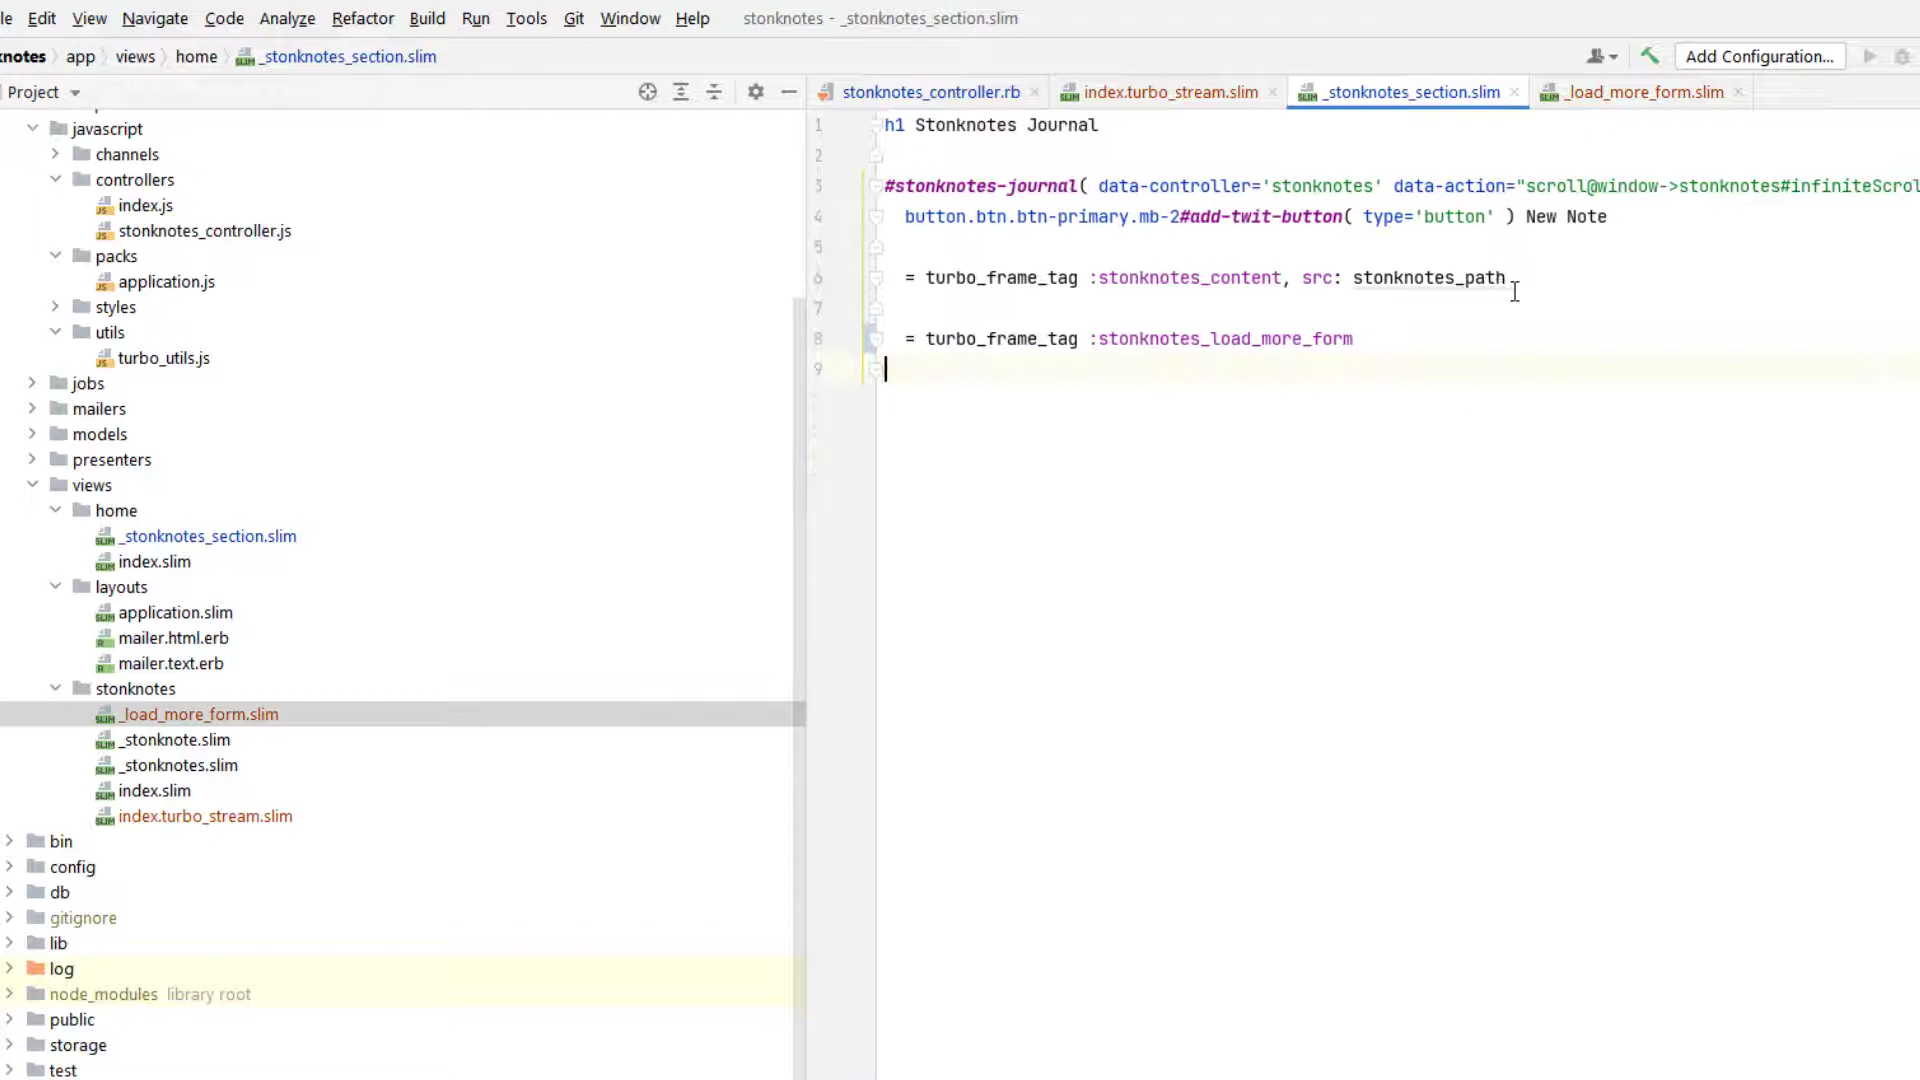 le Edit View Navigate Code Analyze Refactor Build Run Tools Git Window Help stonknotes - _stonknotes_section.slim
knotes app views home _stonknotes_section.slim Add Configuration...
Project stonknotes_controller.rb index.turbo_stream.slim _stonknotes_section.slim _load_more_form.slim
javascript
channels
controllers
index.js
stonknotes_controller.js
packs
application.js
styles
utils
turbo_utils.js
jobs
mailers
models
presenters
views
home
_stonknotes_section.slim
index.slim
layouts
application.slim
mailer.html.erb
mailer.text.erb
stonknotes
_load_more_form.slim
_stonknote.slim
_stonknotes.slim
index.slim
index.turbo_stream.slim
bin
config
db
gitignore
lib
log
node_modules library root
public
storage
test
1 h1 Stonknotes Journal
2
3 #stonknotes-journal( data-controller='stonknotes' data-action="scroll@window->stonknotes#infiniteScrol
4 button.btn.btn-primary.mb-2#add-twit-button( type='button' ) New Note
5
6 = turbo_frame_tag :stonknotes_content, src: stonknotes_path
7
8 = turbo_frame_tag :stonknotes_load_more_form
9